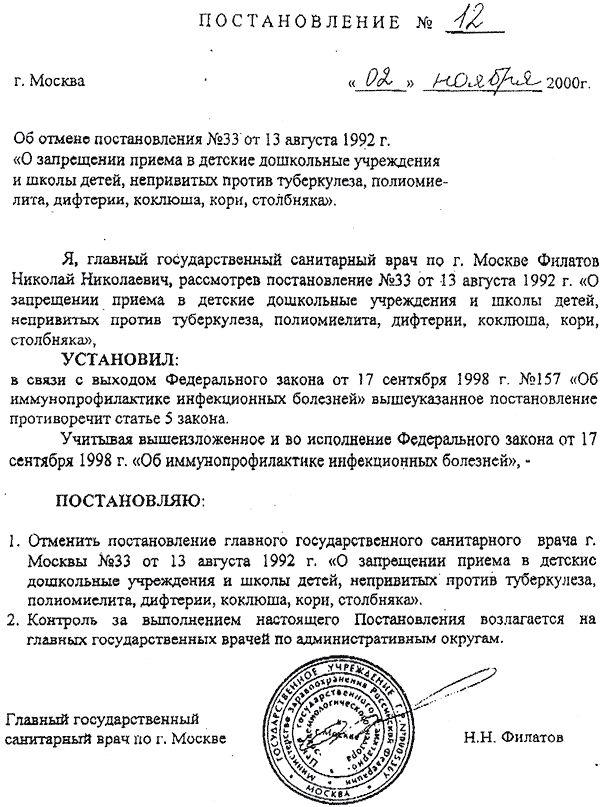 ПОСТАНОВЛЕНИЕ № 12
г. Москва «02» ноября 2000г.
Об отмене постановления №33 от 13 августа 1992 г.
«О запрещении приема в детские дошкольные учреждения
и школы детей, непривитых против туберкулеза, полиомие-
лита, дифтерии, коклюша, кори, столбняка».
Я, главный государственный санитарный врач по г. Москве Филатов
Николай Николаевич, рассмотрев постановление №33 от 13 августа 1992 г. «О
запрещении приема в детские дошкольные учреждения и школы детей,
непривитых против туберкулеза, полиомиелита, дифтерии, коклюша, кори,
столбняка»,
УСТАНОВИЛ:
в связи с выходом Федерального закона от 17 сентября 1998 г. №157 «Об
иммунопрофилактике инфекционных болезней» вышеуказанное постановление
противоречит статье 5 закона.
Учитывая вышеизложенное и во исполнение Федерального закона от 17
сентября 1998 г. «Об иммунопрофилактике инфекционных болезней», -
ПОСТАНОВЛЯЮ:
1. Отменить постановление главного государственного санитарного врача г.
Москвы №33 от 13 августа 1992 г. «О запрещении приема в детские
дошкольные учреждения и школы детей, непривитых против туберкулеза,
полиомиелита, дифтерии, коклюша, кори, столбняка».
2. Контроль за выполнением настоящего Постановления возлагается на
главных государственных врачей по административным округам.
Главный государственный
санитарный врач по г. Москве Н.Н. Филатов
ГОСУДАРСТВЕННОЕ УЧРЕЖДЕНИЕ
МОСКВА
Министерство здравоохранения Российской Федерации
г. Москве